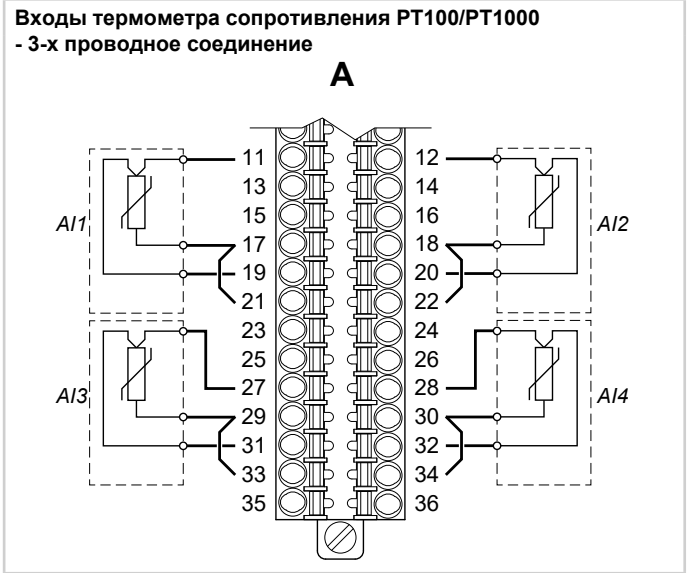 Входы термометра сопротивления PT100/PT1000
- 3-х проводное соединение
A
11 12
13 14
15 16
AI1 AI2
17 18
19 20
21 22
23 24
25 26
AI3 AI4
27 28
29 30
31 32
33 34
35 36